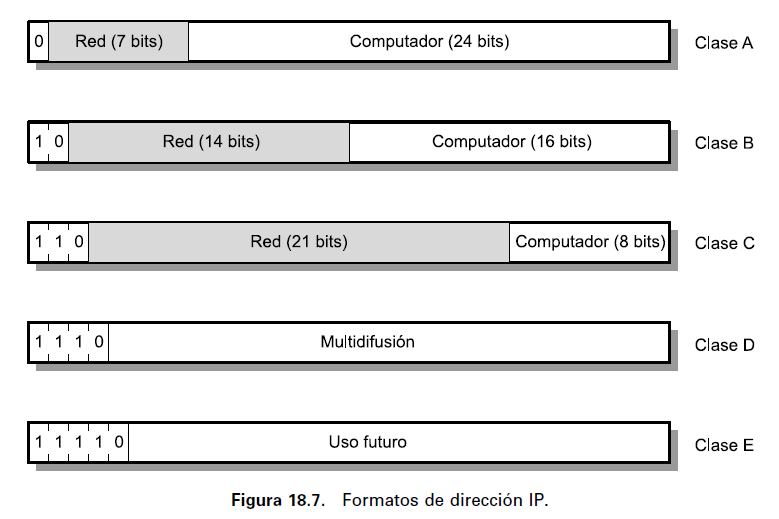 0 Red (7 bits) Computador (24 bits) Clase A
1 0 Red (14 bits) Computador (16 bits) Clase B
1 1 0 Red (21 bits) Computador (8 bits) Clase C
1 1 1 0 Multidifusión Clase D
1 1 1 1 0 Uso futuro Clase E
Figura 18.7. Formatos de dirección IP.